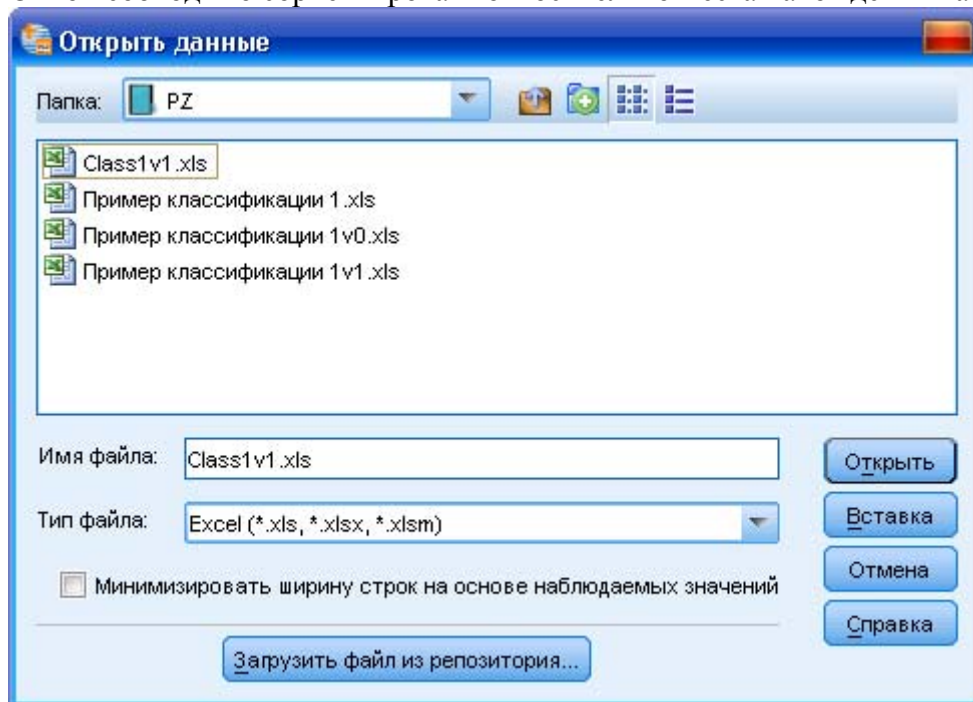 Открыть данные
Папка: PZ
Class1v1.xls
Пример классификации 1.xls
Пример классификации 1v0.xls
Пример классификации 1v1.xls
Имя файла: Class1v1.xls
Открыть
Тип файла: Excel (*.xls, *.xlsx, *.xlsm)
Вставка
Минимизировать ширину строк на основе наблюдаемых значений
Отмена
Справка
Загрузить файл из репозитория...